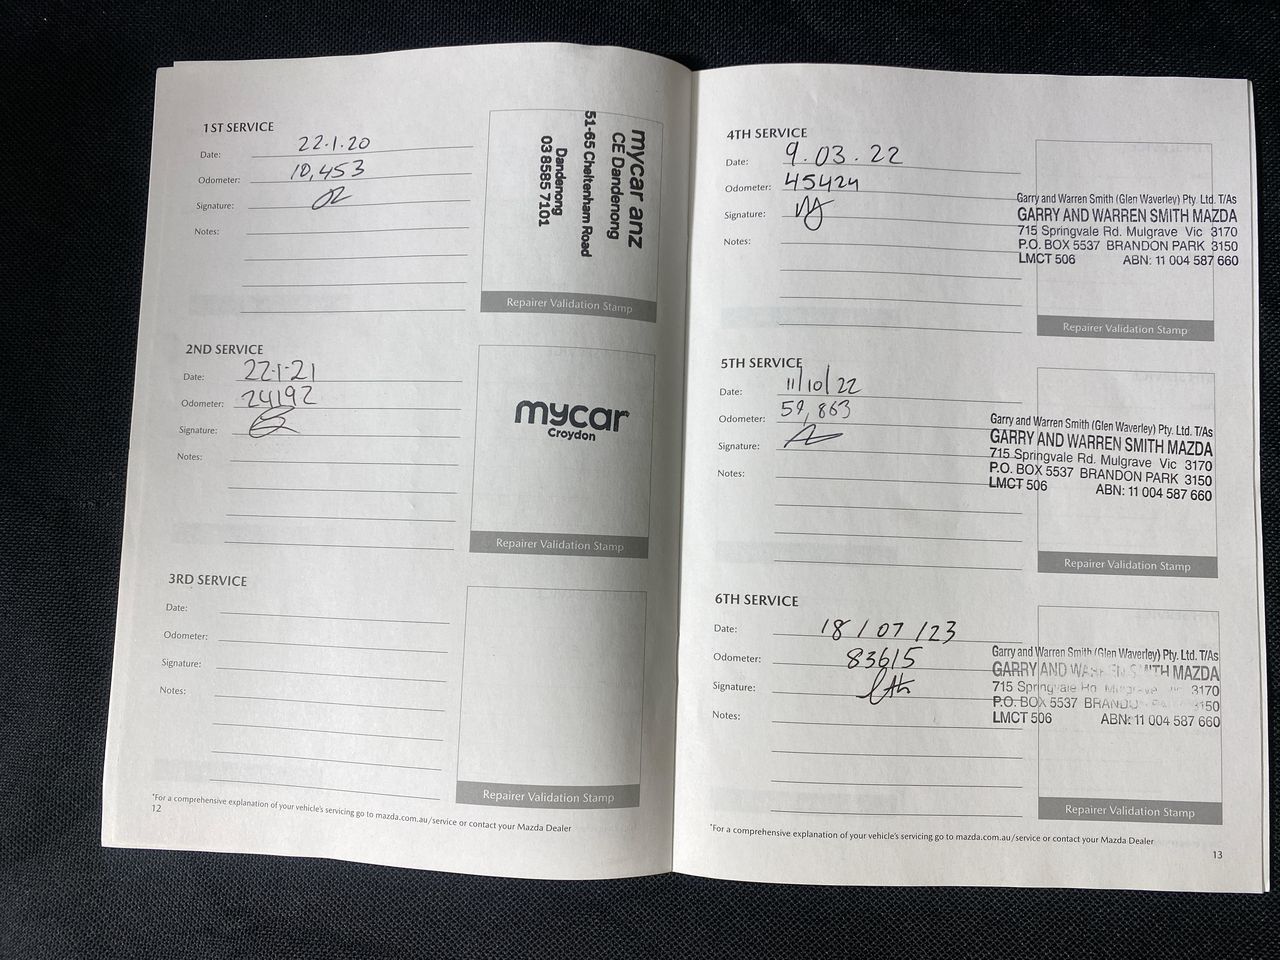 1ST SERVICE
Date: 22.1.20
Odometer: 10,453
Signature:
Notes:
mycar anz
CE Dandenong
51-65 Cheltenham Road
Dandenong
03 8585 7101
Repairer Validation Stamp
2ND SERVICE
Date: 22-1-21
Odometer: 24192
Signature:
Notes:
mycar
Croydon
Repairer Validation Stamp
3RD SERVICE
Date:
Odometer:
Signature:
Notes:
Repairer Validation Stamp
*For a comprehensive explanation of your vehicle's servicing go to mazda.com.au/service or contact your Mazda Dealer
12
4TH SERVICE
Date: 9.03.22
Odometer: 45424
Signature:
Notes:
Garry and Warren Smith (Glen Waverley) Pty. Ltd. T/As
GARRY AND WARREN SMITH MAZDA
715 Springvale Rd. Mulgrave Vic 3170
P.O. BOX 5537 BRANDON PARK 3150
LMCT 506 ABN: 11 004 587 660
Repairer Validation Stamp
5TH SERVICE
Date: 11/10/22
Odometer: 59,863
Signature:
Notes:
Garry and Warren Smith (Glen Waverley) Pty. Ltd. T/As
GARRY AND WARREN SMITH MAZDA
715 Springvale Rd. Mulgrave Vic 3170
P.O. BOX 5537 BRANDON PARK 3150
LMCT 506 ABN: 11 004 587 660
Repairer Validation Stamp
6TH SERVICE
Date: 18/07/23
Odometer: 83615
Signature:
Notes:
Garry and Warren Smith (Glen Waverley) Pty. Ltd. T/As
GARRY AND WARREN SMITH MAZDA
715 Springvale Rd. Mulgrave Vic 3170
P.O. BOX 5537 BRANDON 3150
LMCT 506 ABN: 11 004 587 660
Repairer Validation Stamp
*For a comprehensive explanation of your vehicle's servicing go to mazda.com.au/service or contact your Mazda Dealer
13